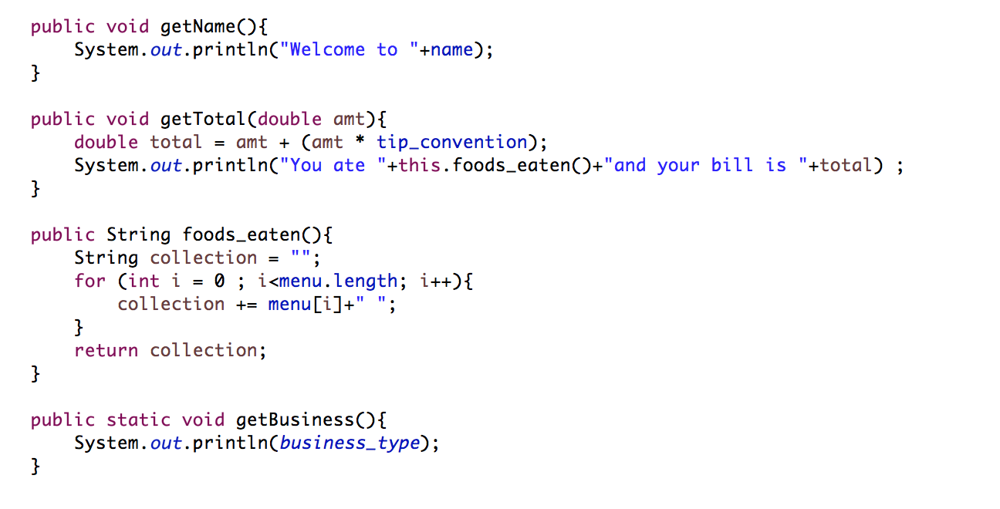 public void getName(){
    System.out.println("Welcome to "+name);
}

public void getTotal(double amt){
    double total = amt + (amt * tip_convention);
    System.out.println("You ate "+this.foods_eaten()+"and your bill is "+total) ;
}

public String foods_eaten(){
    String collection = "";
    for (int i = 0 ; i<menu.length; i++){
        collection += menu[i]+" ";
    }
    return collection;
}

public static void getBusiness(){
    System.out.println(business_type);
}